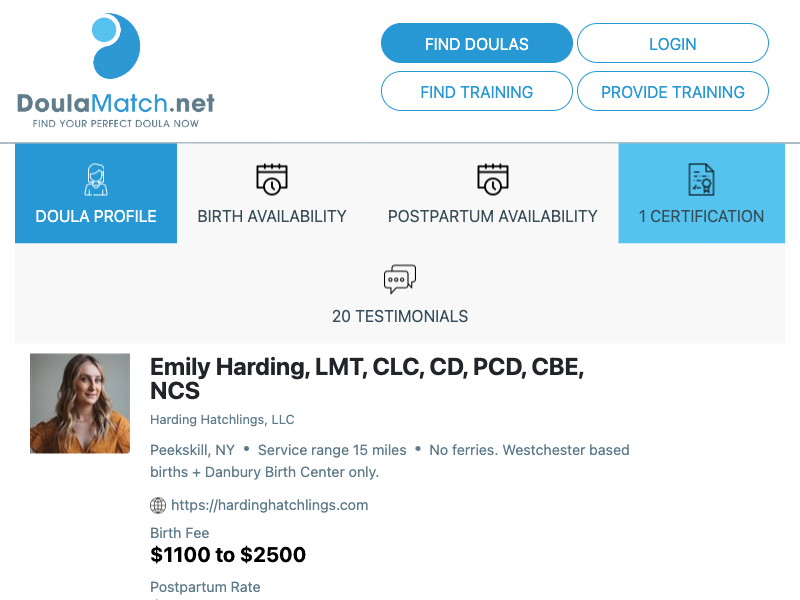 DoulaMatch.net
FIND YOUR PERFECT DOULA NOW
FIND DOULAS
LOGIN
FIND TRAINING
PROVIDE TRAINING
DOULA PROFILE
BIRTH AVAILABILITY
POSTPARTUM AVAILABILITY
1 CERTIFICATION
20 TESTIMONIALS
Emily Harding, LMT, CLC, CD, PCD, CBE,
NCS
Harding Hatchlings, LLC
Peekskill, NY • Service range 15 miles • No ferries. Westchester based
births + Danbury Birth Center only.
https://hardinghatchlings.com
Birth Fee
$1100 to $2500
Postpartum Rate